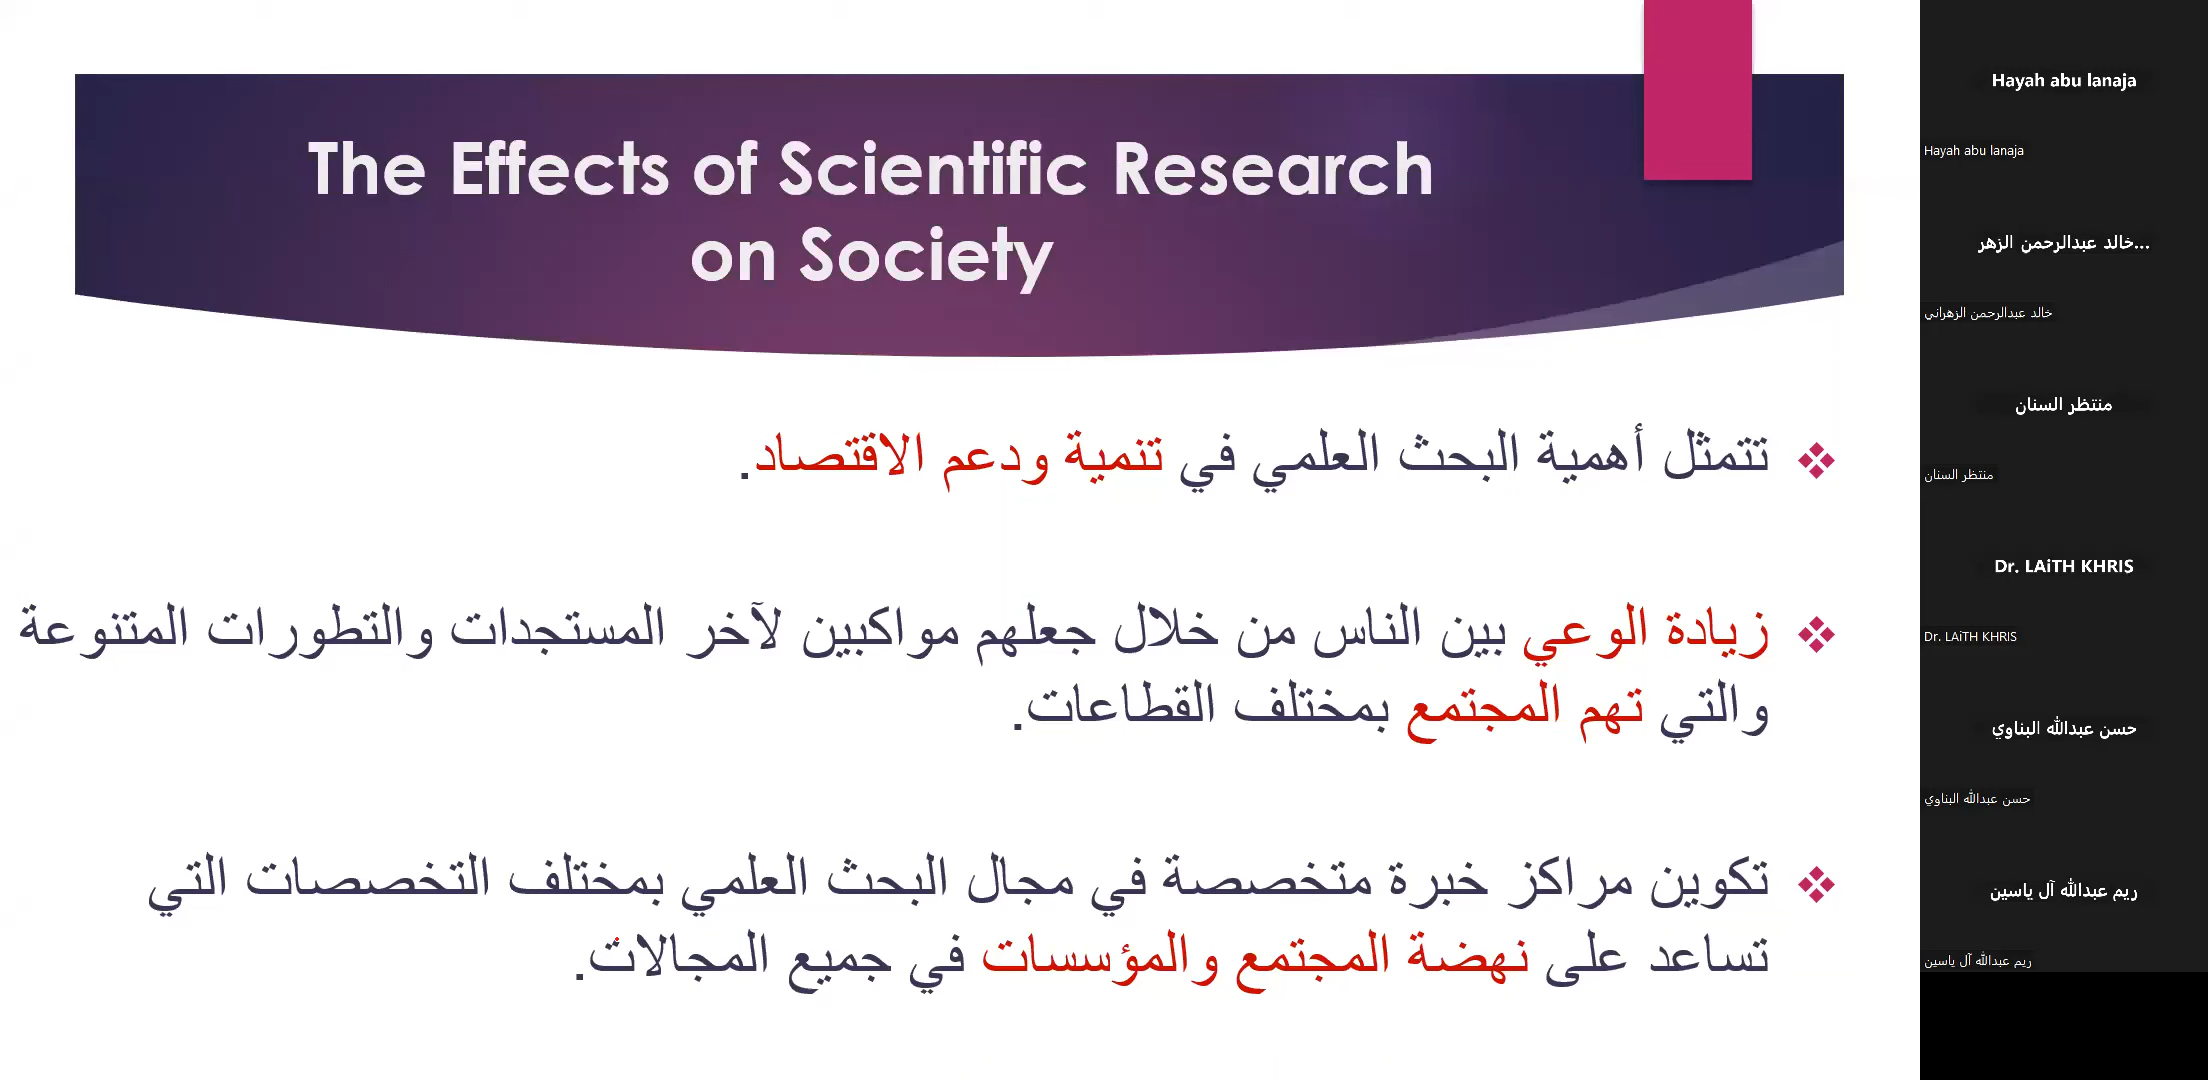 The Effects of Scientific Research
on Society
❖ تتمثل أهمية البحث العلمي في تنمية ودعم الاقتصاد.
❖ زيادة الوعي بين الناس من خلال جعلهم مواكبين لآخر المستجدات والتطورات المتنوعة
والتي تهم المجتمع بمختلف القطاعات.
❖ تكوين مراكز خبرة متخصصة في مجال البحث العلمي بمختلف التخصصات التي
تساعد على نهضة المجتمع والمؤسسات في جميع المجالات.
Hayah abu lanaja
Hayah abu lanaja
خالد عبدالرحمن الزهر...
خالد عبدالرحمن الزهراني
منتظر السنان
منتظر السنان
Dr. LAiTH KHRIS
Dr. LAiTH KHRIS
حسن عبدالله البناوي
حسن عبدالله البناوي
ريم عبدالله آل ياسين
ريم عبدالله آل ياسين